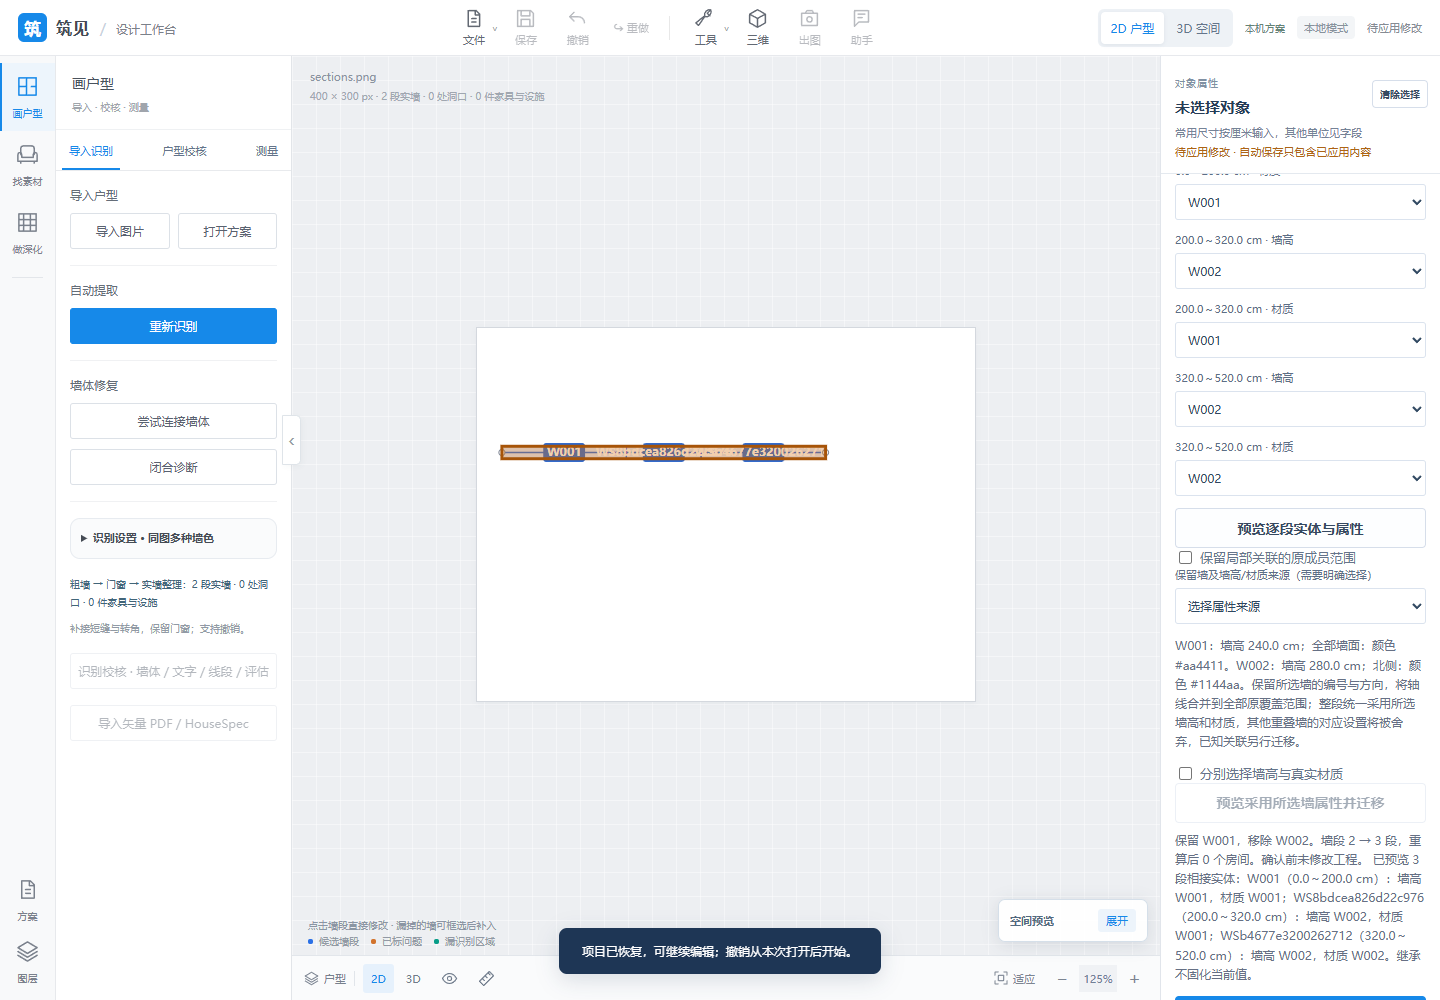 筑 筑见 / 设计工作台
文件 保存 撤销 重做 工具 三维 出图 助手
2D 户型 3D 空间 本机方案 本地模式 待应用修改
画户型
找素材
做深化
方案
图层
画户型
导入 · 校核 · 测量
导入识别 户型校核 测量
导入户型
导入图片 打开方案
自动提取
重新识别
墙体修复
尝试连接墙体
闭合诊断
识别设置 • 同图多种墙色
粗墙 → 门窗 → 实墙整理：2 段实墙 · 0 处洞
口 · 0 件家具与设施
补接短缝与转角，保留门窗；支持撤销。
识别校核 · 墙体 / 文字 / 线段 / 评估
导入矢量 PDF / HouseSpec
sections.png
400 × 300 px · 2 段实墙 · 0 处洞口 · 0 件家具与设施
W001
点击墙段直接修改 · 漏掉的墙可框选后补入
候选墙段 已标问题 漏识别区域
空间预览 展开
项目已恢复，可继续编辑；撤销从本次打开后开始。
户型 2D 3D 适应 − 125% +
对象属性
未选择对象
清除选择
常用尺寸按厘米输入，其他单位见字段
待应用修改 · 自动保存只包含已应用内容
W001
200.0～320.0 cm · 墙高
W002
200.0～320.0 cm · 材质
W001
320.0～520.0 cm · 墙高
W002
320.0～520.0 cm · 材质
W002
预览逐段实体与属性
保留局部关联的原成员范围
保留墙及墙高/材质来源（需要明确选择）
选择属性来源
W001：墙高 240.0 cm；全部墙面：颜色
#aa4411。W002：墙高 280.0 cm；北侧：颜
色 #1144aa。保留所选墙的编号与方向，将轴
线合并到全部原覆盖范围；整段统一采用所选
墙高和材质，其他重叠墙的对应设置将被舍
弃，已知关联另行迁移。
分别选择墙高与真实材质
预览采用所选墙属性并迁移
保留 W001，移除 W002。墙段 2 → 3 段，重
算后 0 个房间。确认前未修改工程。 已预览 3
段相接实体：W001（0.0～200.0 cm）：墙高
W001，材质 W001；WS8bdcea826d22c976
（200.0～320.0 cm）：墙高 W002，材质
W001；WSb4677e3200262712（320.0～
520.0 cm）：墙高 W002，材质 W002。继承
不固化当前值。